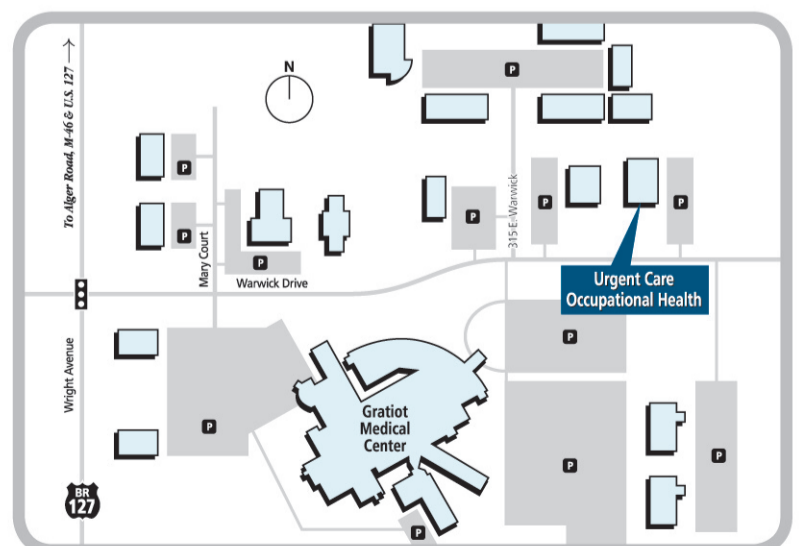 To Alger Road, M-46 & U.S. 127
N
P
P
P
P
P
P
P
Mary Court
315 E. Warwick
P
Warwick Drive
Urgent Care
Occupational Health
Wright Avenue
P
Gratiot
Medical
Center
P
P
P
BR
127
P